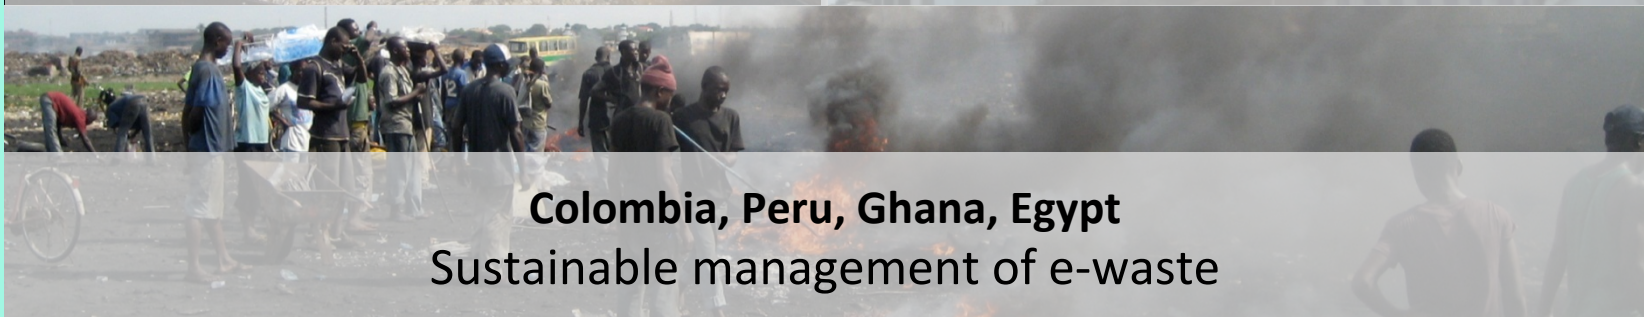 Colombia, Peru, Ghana, Egypt
Sustainable management of e-waste